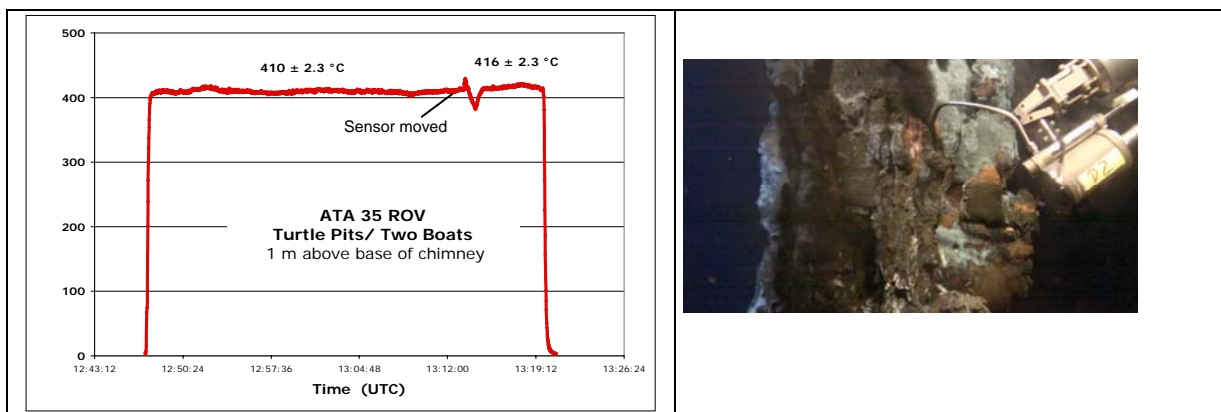 500
400
300
200
100
0
410 ± 2.3 °C
416 ± 2.3 °C
Sensor moved
ATA 35 ROV
Turtle Pits/ Two Boats
1 m above base of chimney
12:43:12 12:50:24 12:57:36 13:04:48 13:12:00 13:19:12 13:26:24
Time (UTC)